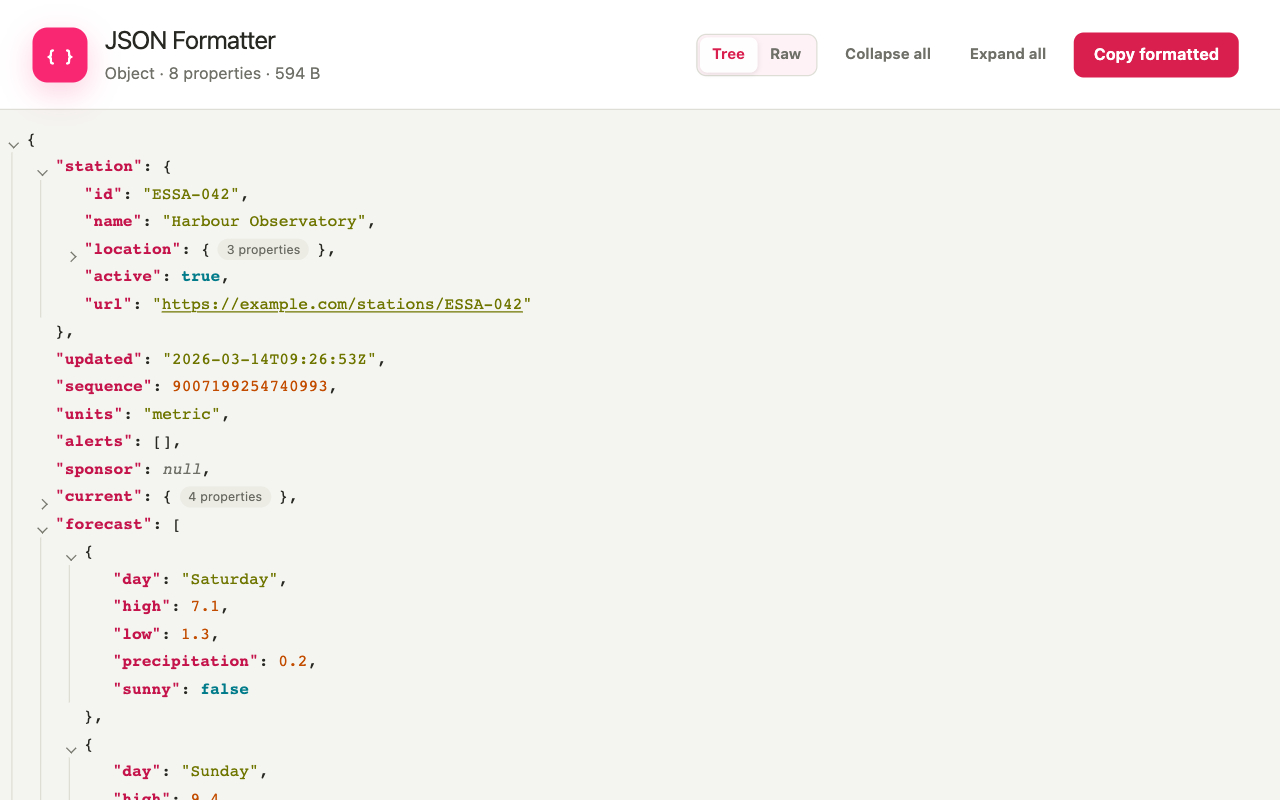 { }
JSON Formatter
Object · 8 properties · 594 B
Tree Raw Collapse all Expand all Copy formatted
{
"station": {
"id": "ESSA-042",
"name": "Harbour Observatory",
"location": { 3 properties },
"active": true,
"url": "https://example.com/stations/ESSA-042"
},
"updated": "2026-03-14T09:26:53Z",
"sequence": 9007199254740993,
"units": "metric",
"alerts": [],
"sponsor": null,
"current": { 4 properties },
"forecast": [
{
"day": "Saturday",
"high": 7.1,
"low": 1.3,
"precipitation": 0.2,
"sunny": false
},
{
"day": "Sunday",
"high": 9.4